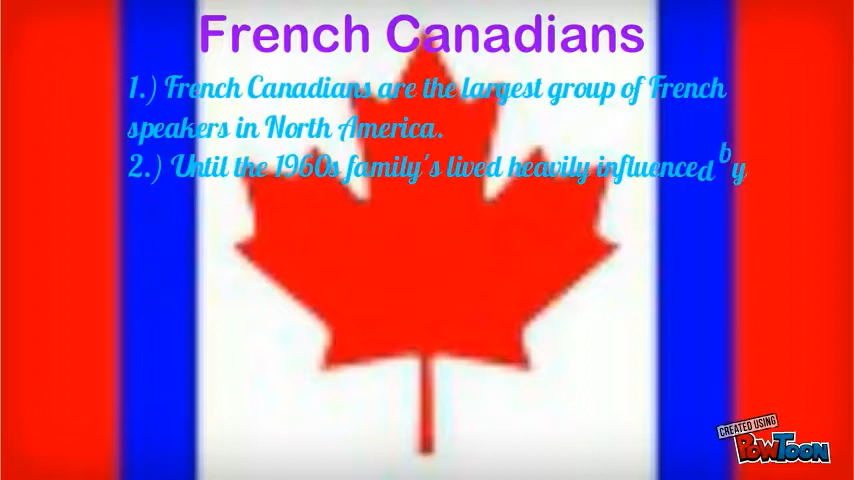 French Canadians
1.) French Canadians are the largest group of French
speakers in North America.
2.) Until the 1960s family's lived heavily influenced by
CREATED USING
POWTOON